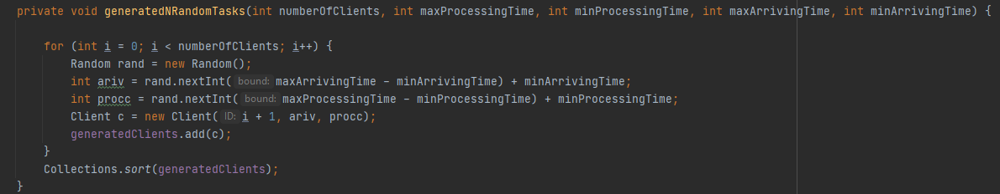 private void generatedNRandomTasks(int numberOfClients, int maxProcessingTime, int minProcessingTime, int maxArrivingTime, int minArrivingTime) {
for (int i = 0; i < numberOfClients; i++) {
Random rand = new Random();
int ariv = rand.nextInt( bound: maxArrivingTime - minArrivingTime) + minArrivingTime;
int procc = rand.nextInt( bound: maxProcessingTime - minProcessingTime) + minProcessingTime;
Client c = new Client( ID: i + 1, ariv, procc);
generatedClients.add(c);
}
Collections.sort(generatedClients);
}